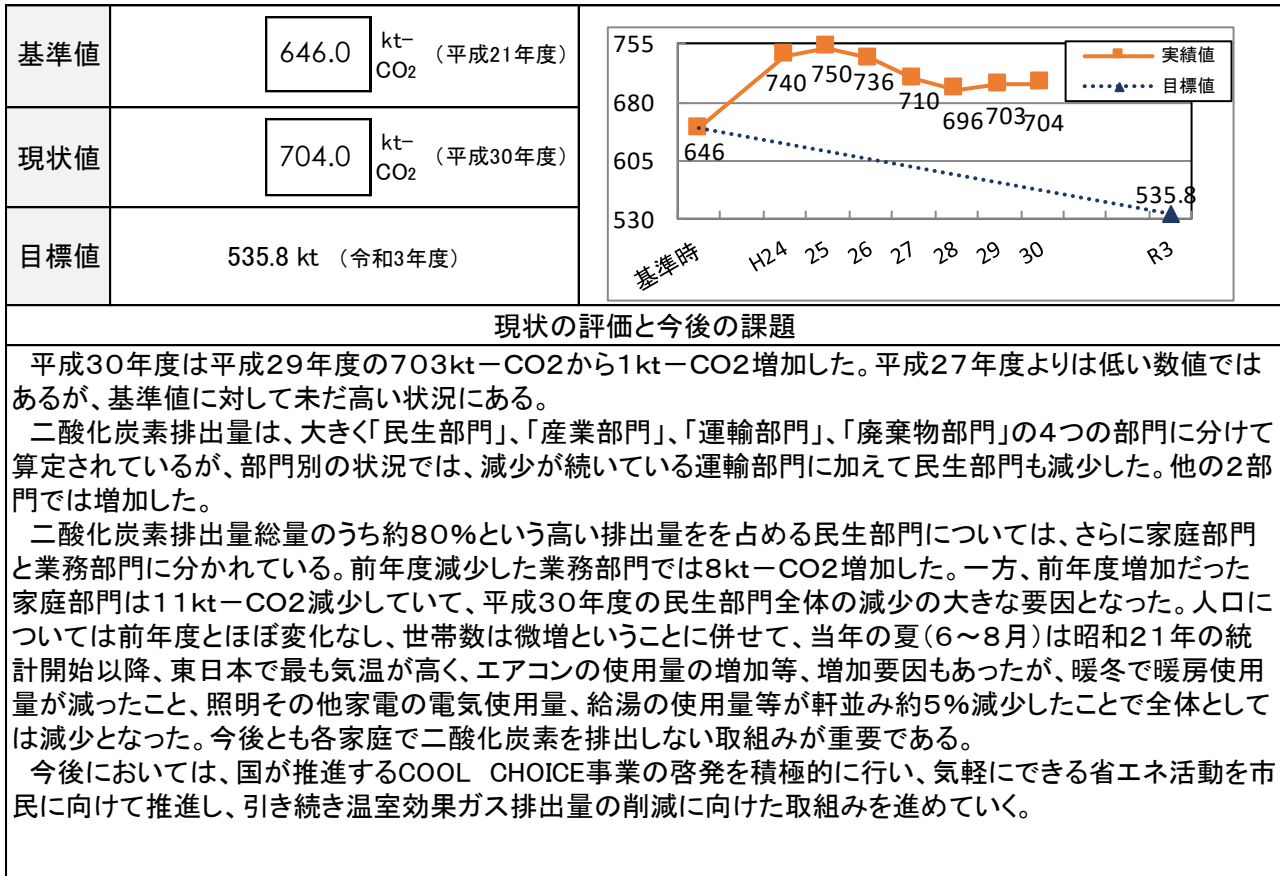 基準値
646.0 kt-CO2 (平成21年度)
現状値
704.0 kt-CO2 (平成30年度)
目標値
535.8 kt (令和3年度)
755
680
605
530
646
740
750
736
710
696
703
704
535.8
実績値
目標値
基準時 H24 25 26 27 28 29 30 R3
現状の評価と今後の課題
平成30年度は平成29年度の703kt-CO2から1kt-CO2増加した。平成27年度よりは低い数値では
あるが、基準値に対して未だ高い状況にある。
二酸化炭素排出量は、大きく「民生部門」、「産業部門」、「運輸部門」、「廃棄物部門」の4つの部門に分けて
算定されているが、部門別の状況では、減少が続いている運輸部門に加えて民生部門も減少した。他の2部
門では増加した。
二酸化炭素排出量総量のうち約80%という高い排出量をを占める民生部門については、さらに家庭部門
と業務部門に分かれている。前年度減少した業務部門では8kt-CO2増加した。一方、前年度増加だった
家庭部門は11kt-CO2減少していて、平成30年度の民生部門全体の減少の大きな要因となった。人口に
ついては前年度とほぼ変化なし、世帯数は微増ということに併せて、当年の夏(6~8月)は昭和21年の統
計開始以降、東日本で最も気温が高く、エアコンの使用量の増加等、増加要因もあったが、暖冬で暖房使用
量が減ったこと、照明その他家電の電気使用量、給湯の使用量等が軒並み約5%減少したことで全体として
は減少となった。今後とも各家庭で二酸化炭素を排出しない取組みが重要である。
今後においては、国が推進するCOOL CHOICE事業の啓発を積極的に行い、気軽にできる省エネ活動を市
民に向けて推進し、引き続き温室効果ガス排出量の削減に向けた取組みを進めていく。